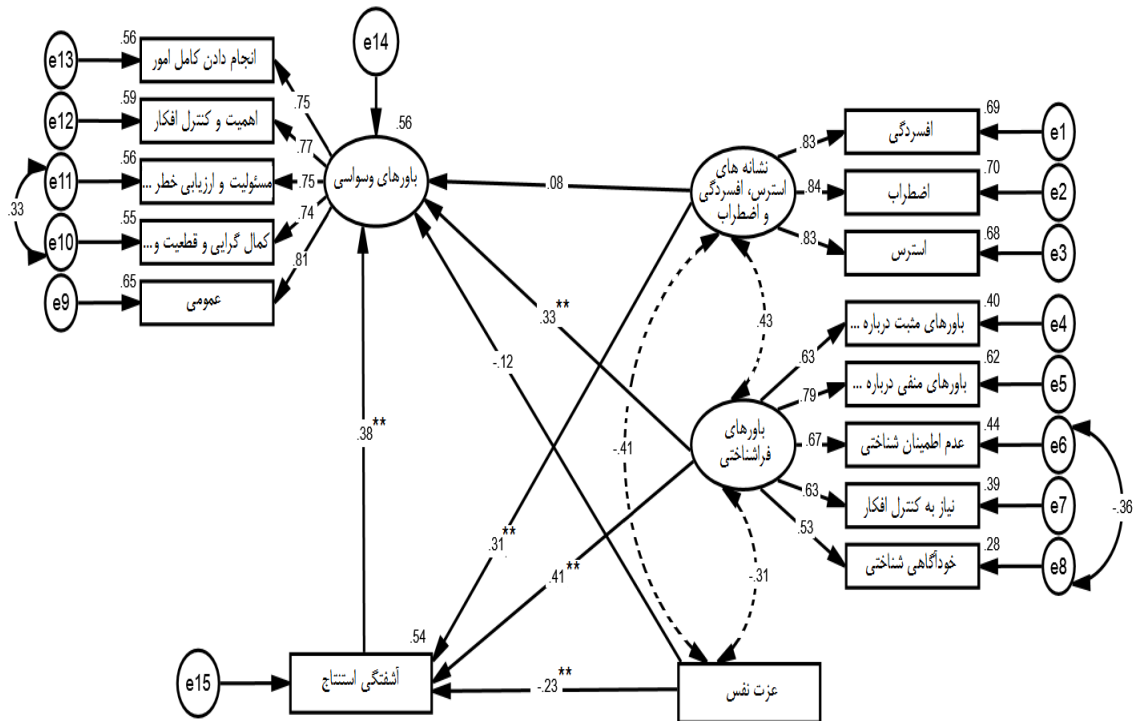 e14
.56
e13
.56
انجام دادن کامل امور
.75
e12
.59
اهمیت و کنترل افکار
.77
e11
.56
مسئولیت و ارزیابی خطر ...
.75
.33
e10
.55
کمال گرایی و قطعیت و...
.74
e9
.65
عمومی
.81
باورهای وسواسی
.08
نشانه های
استرس، افسردگی
و اضطراب
.83
افسردگی
.69
e1
.84
اضطراب
.70
e2
.83
استرس
.68
e3
.33**
-.12
.38**
.43
-.41
-.31
باورهای
فراشناختی
.63
باورهای مثبت درباره ...
.40
e4
.79
باورهای منفی درباره ...
.62
e5
.67
عدم اطمینان شناختی
.44
e6
.63
نیاز به کنترل افکار
.39
e7
.53
خودآگاهی شناختی
.28
e8
-.36
.31**
.41**
.54
e15
آشفتگی استنتاج
-.23**
عزت نفس